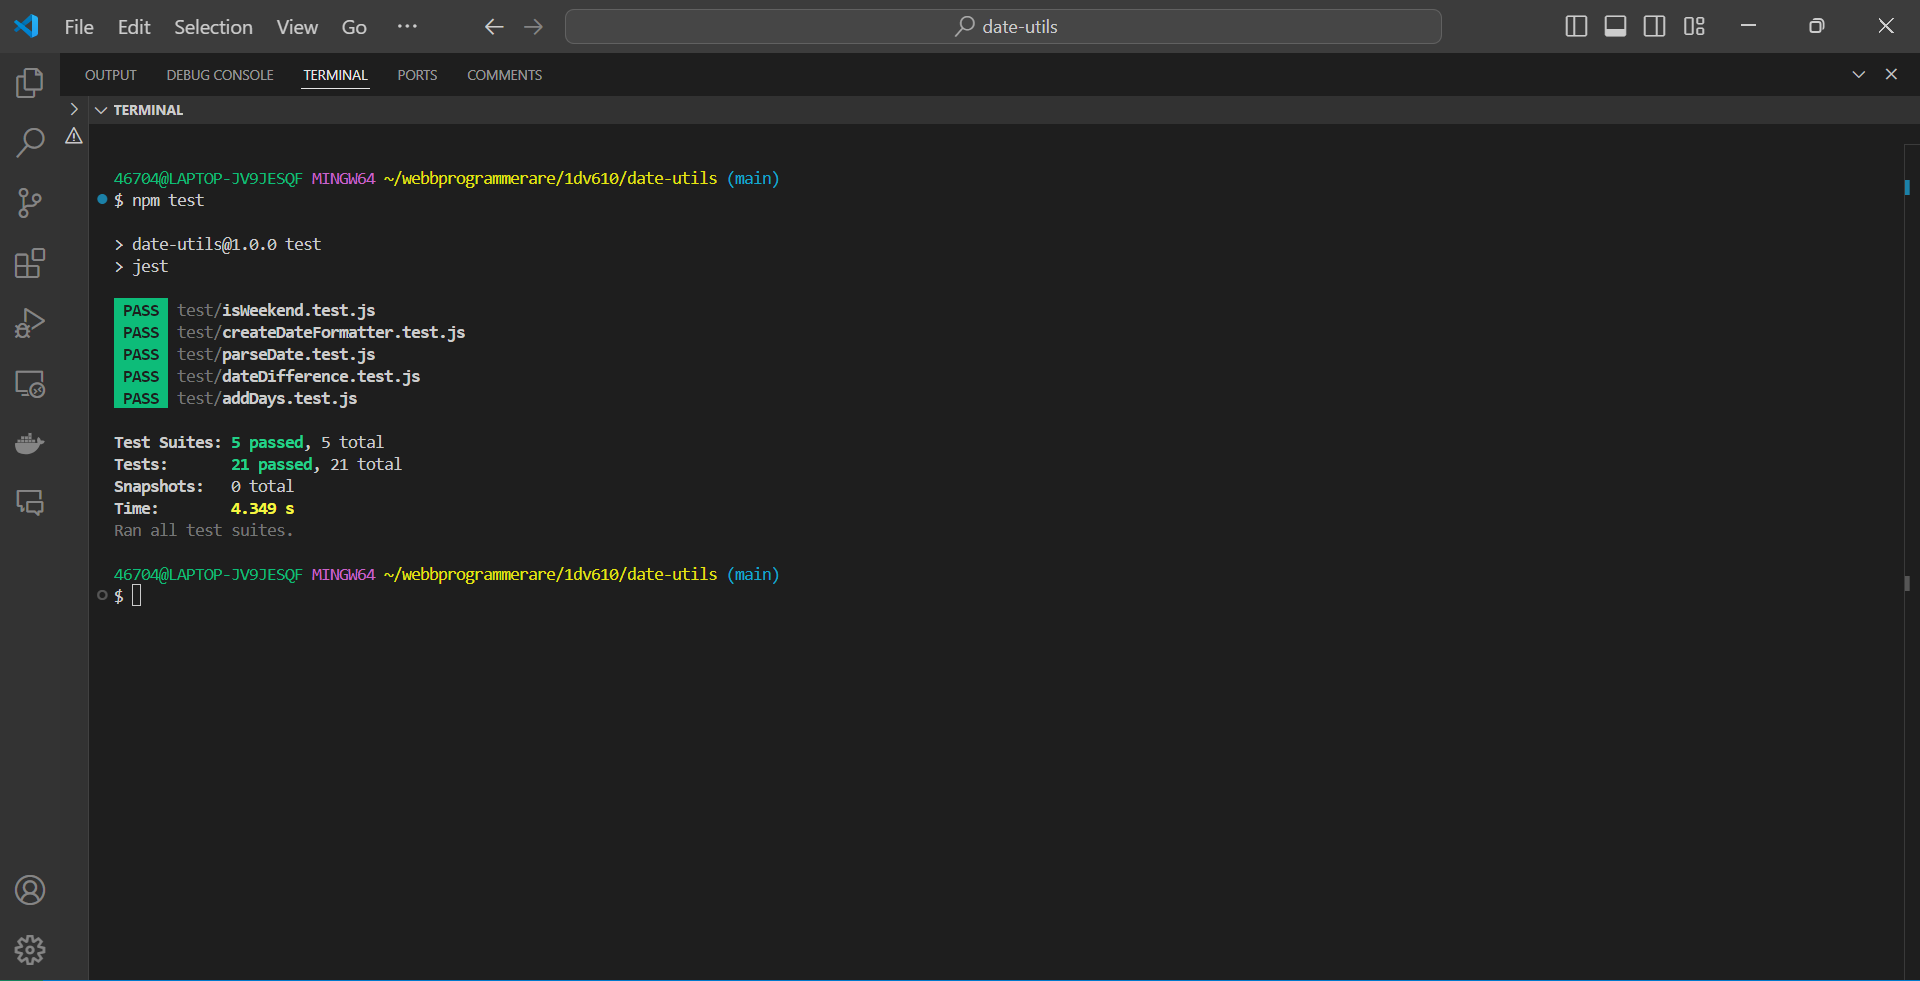 File Edit Selection View Go ··· date-utils
OUTPUT DEBUG CONSOLE TERMINAL PORTS COMMENTS
TERMINAL
46704@LAPTOP-JV9JESQF MINGW64 ~/webbprogrammerare/1dv610/date-utils (main)
$ npm test
> date-utils@1.0.0 test
> jest
PASS test/isWeekend.test.js
PASS test/createDateFormatter.test.js
PASS test/parseDate.test.js
PASS test/dateDifference.test.js
PASS test/addDays.test.js
Test Suites: 5 passed, 5 total
Tests: 21 passed, 21 total
Snapshots: 0 total
Time: 4.349 s
Ran all test suites.
46704@LAPTOP-JV9JESQF MINGW64 ~/webbprogrammerare/1dv610/date-utils (main)
$